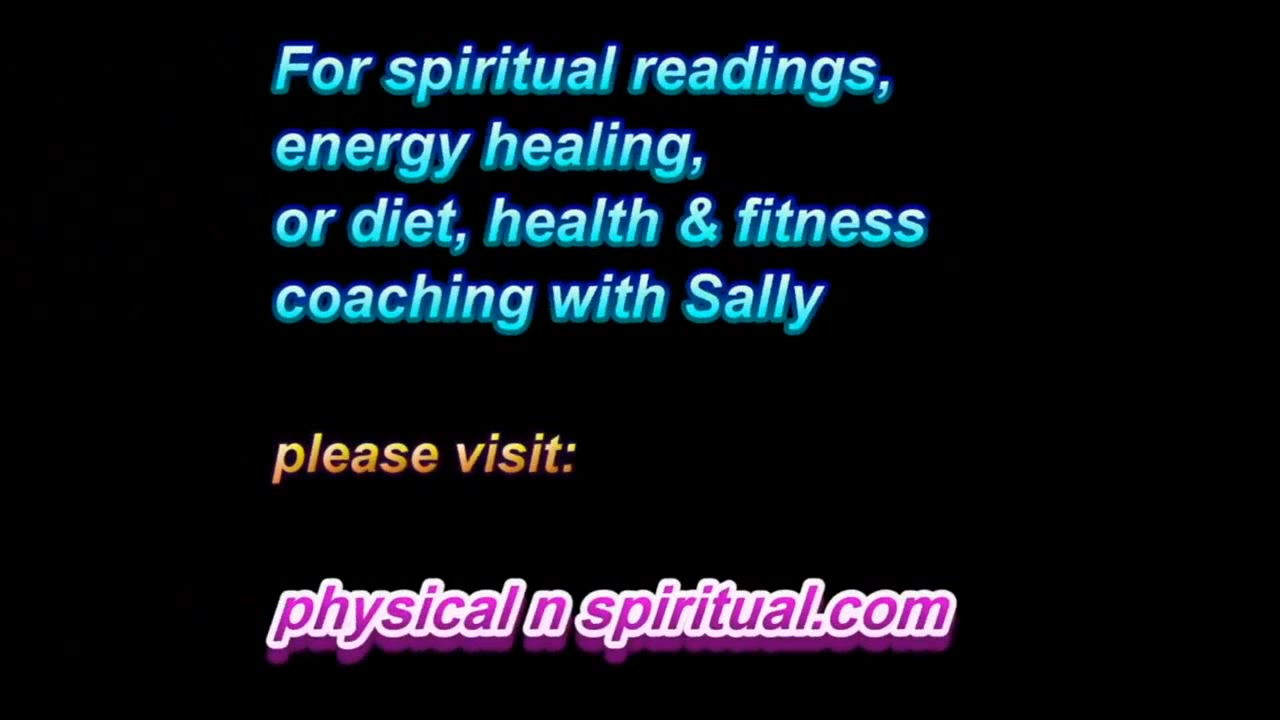 For spiritual readings,
energy healing,
or diet, health & fitness
coaching with Sally
please visit:
physical n spiritual.com